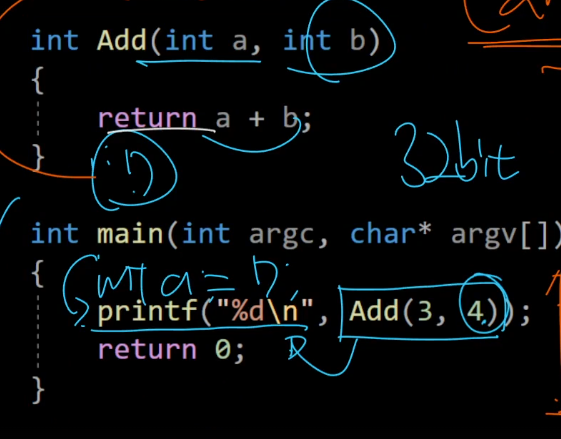 int Add(int a, int b)
{
return a + b;
}
32bit
int main(int argc, char* argv[])
{
int a =
printf("%d\n", Add(3, 4));
return 0;
}